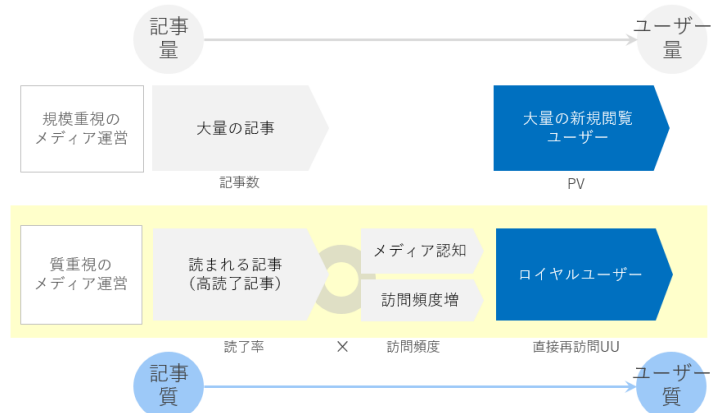 記事
量
ユーザー
量
規模重視の
メディア運営
大量の記事
大量の新規閲覧
ユーザー
記事数
PV
質重視の
メディア運営
読まれる記事
(高読了記事)
メディア認知
訪問頻度増
ロイヤルユーザー
読了率
×
訪問頻度
直接再訪問UU
記事
質
ユーザー
質